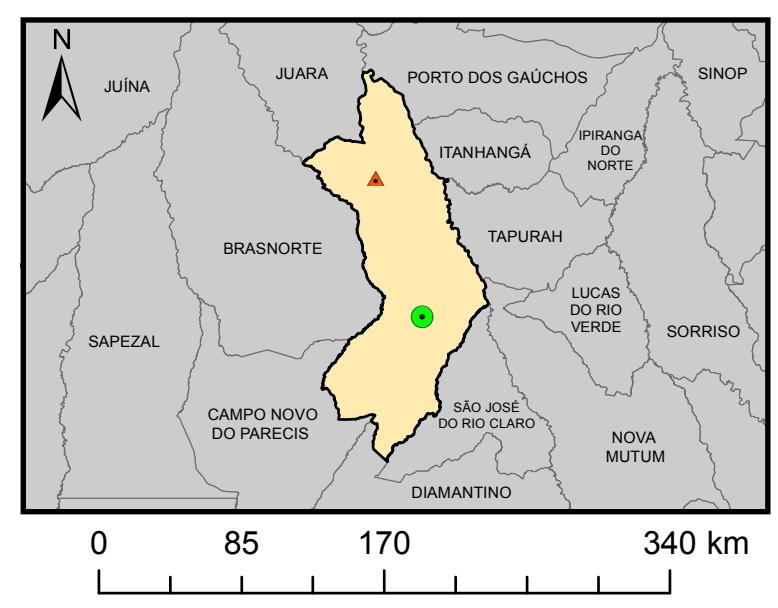 N
JUÍNA
JUARA
PORTO DOS GAÚCHOS
SINOP
ITANHANGÁ
IPIRANGA
DO
NORTE
BRASNORTE
TAPURAH
LUCAS
DO RIO
VERDE
SORRISO
SAPEZAL
CAMPO NOVO
DO PARECIS
SÃO JOSÉ
DO RIO CLARO
NOVA
MUTUM
DIAMANTINO
0 85 170 340 km